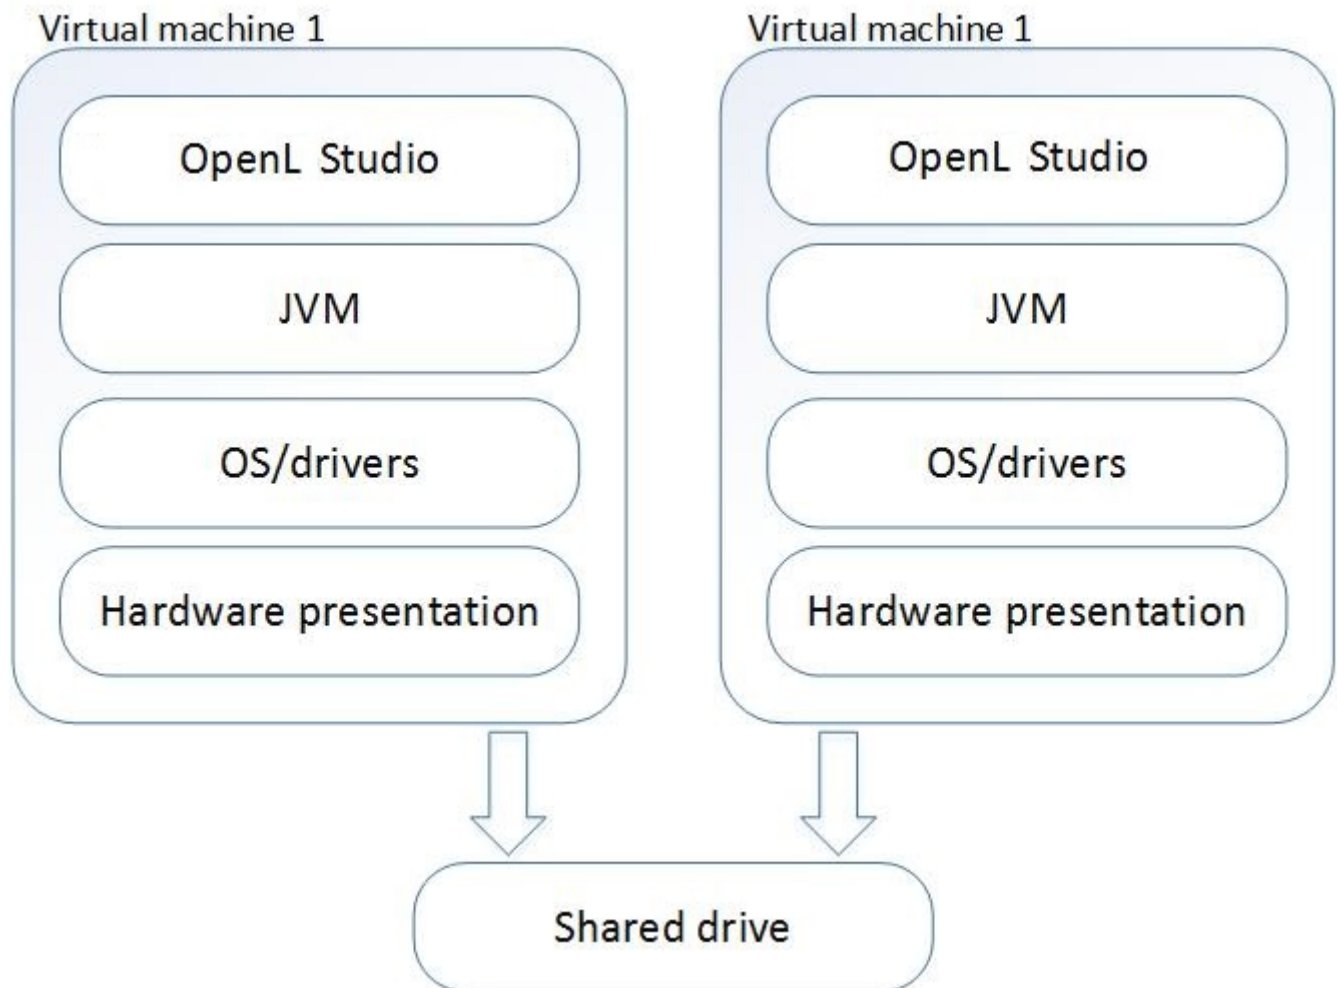 Virtual machine 1
OpenL Studio
JVM
OS/drivers
Hardware presentation
Virtual machine 1
OpenL Studio
JVM
OS/drivers
Hardware presentation
Shared drive